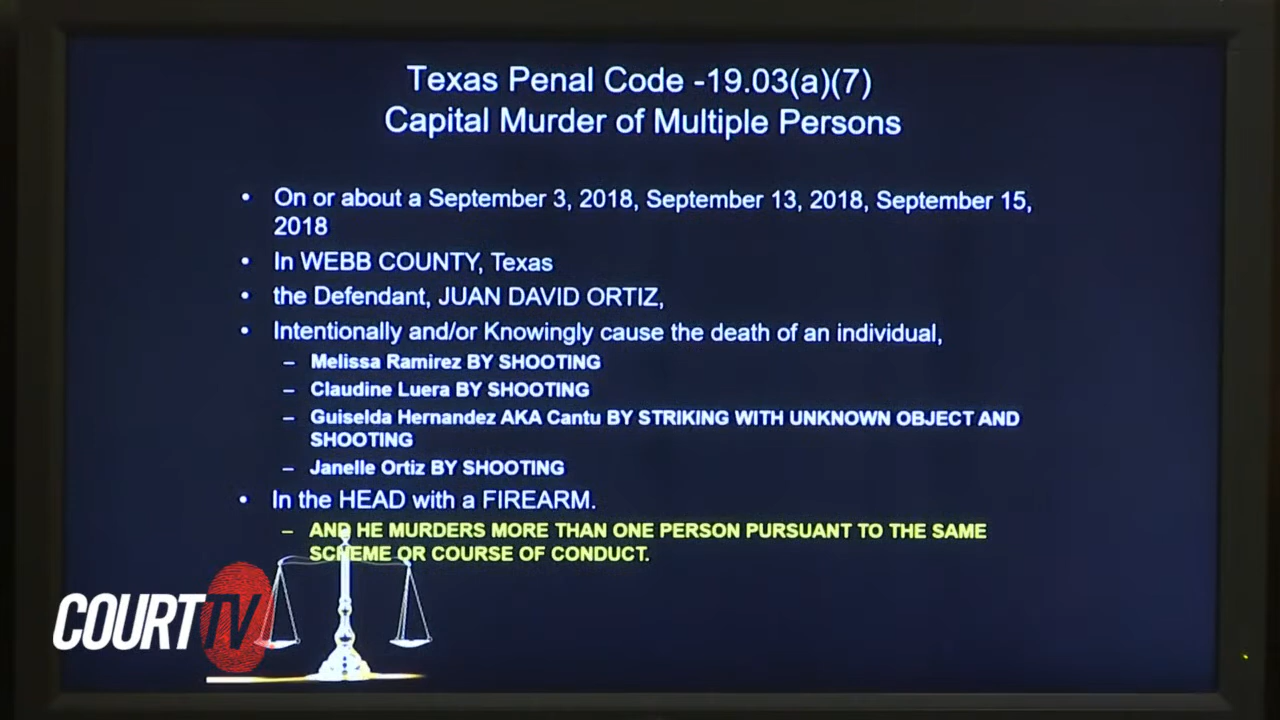 Texas Penal Code -19.03(a)(7)
Capital Murder of Multiple Persons
• On or about a September 3, 2018, September 13, 2018, September 15,
2018
• In WEBB COUNTY, Texas
• the Defendant, JUAN DAVID ORTIZ,
• Intentionally and/or Knowingly cause the death of an individual,
– Melissa Ramirez BY SHOOTING
– Claudine Luera BY SHOOTING
– Guiselda Hernandez AKA Cantu BY STRIKING WITH UNKNOWN OBJECT AND
SHOOTING
– Janelle Ortiz BY SHOOTING
• In the HEAD with a FIREARM.
– AND HE MURDERS MORE THAN ONE PERSON PURSUANT TO THE SAME
SCHEME OR COURSE OF CONDUCT.
COURT TV